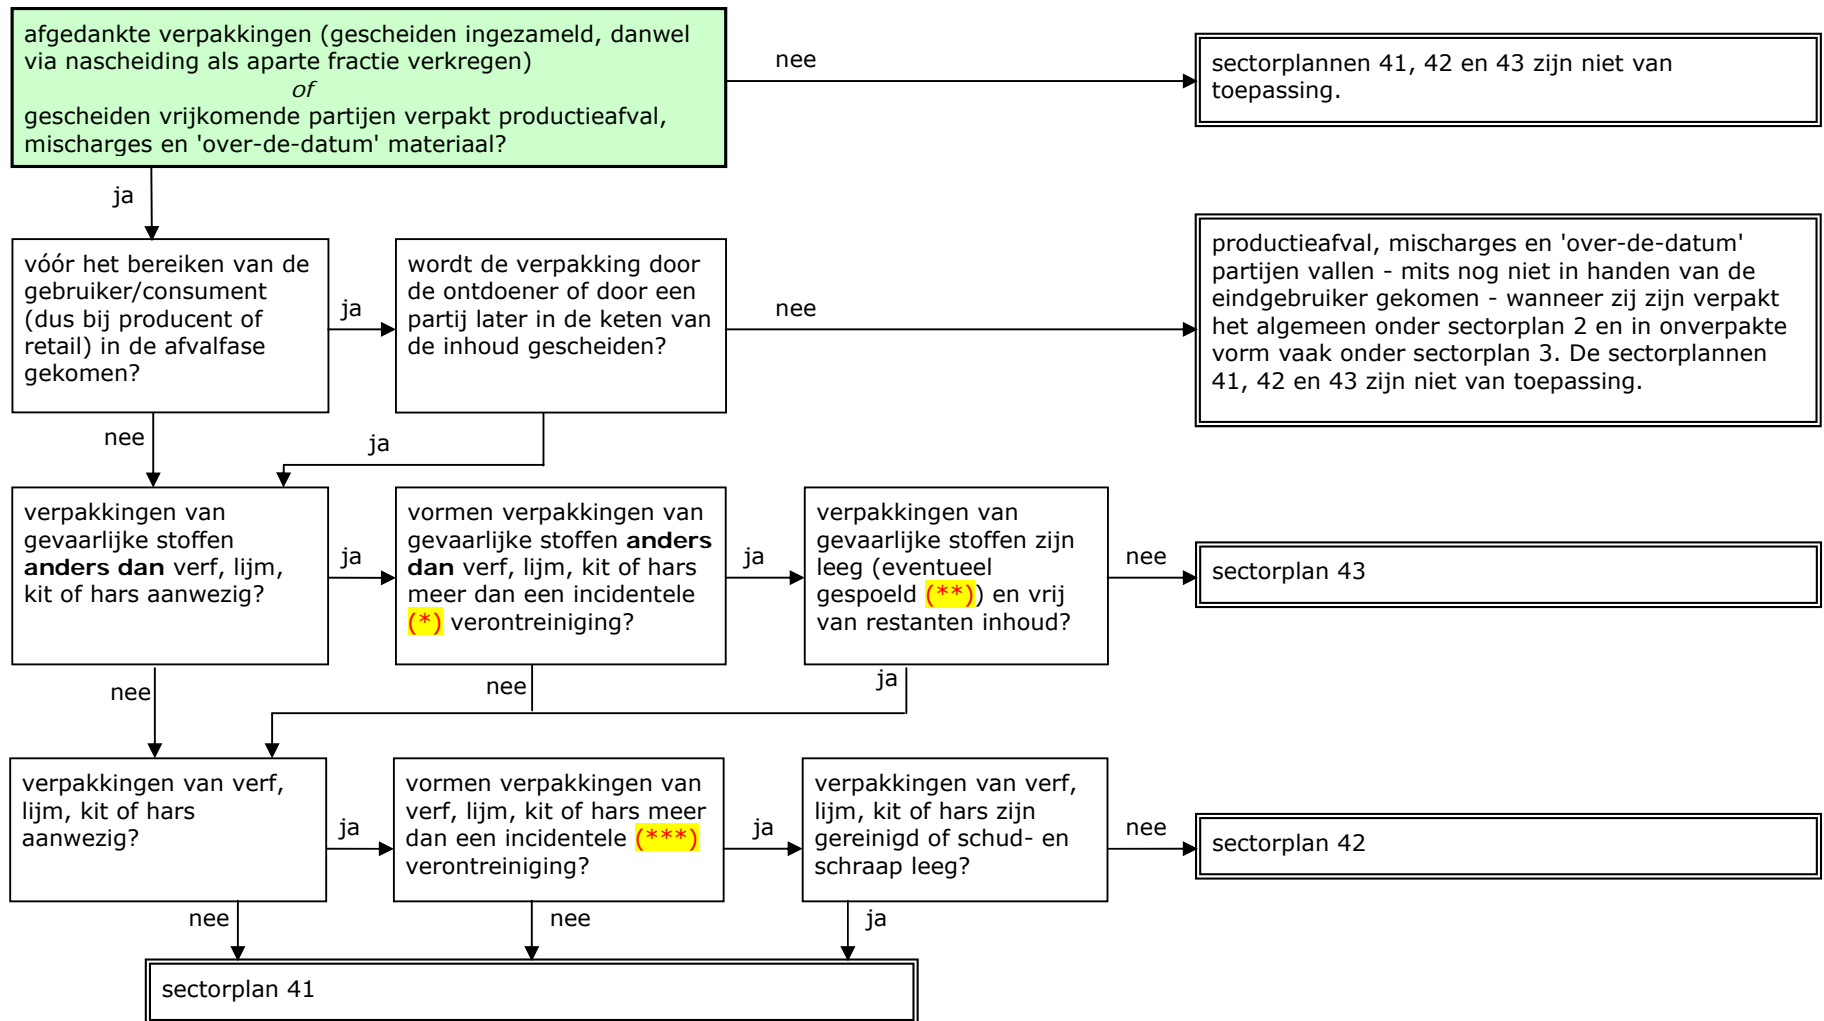 afgedankte verpakkingen (gescheiden ingezameld, danwel
via nascheiding als aparte fractie verkregen)
of
gescheiden vrijkomende partijen verpakt productieafval,
mischarges en 'over-de-datum' materiaal?
nee
sectorplannen 41, 42 en 43 zijn niet van
toepassing.
ja
vóór het bereiken van de
gebruiker/consument
(dus bij producent of
retail) in de afvalfase
gekomen?
ja
wordt de verpakking door
de ontdoener of door een
partij later in de keten van
de inhoud gescheiden?
nee
productieafval, mischarges en 'over-de-datum'
partijen vallen - mits nog niet in handen van de
eindgebruiker gekomen - wanneer zij zijn verpakt
het algemeen onder sectorplan 2 en in onverpakte
vorm vaak onder sectorplan 3. De sectorplannen
41, 42 en 43 zijn niet van toepassing.
nee
ja
verpakkingen van
gevaarlijke stoffen
anders dan verf, lijm,
kit of hars aanwezig?
ja
vormen verpakkingen van
gevaarlijke stoffen anders
dan verf, lijm, kit of hars
meer dan een incidentele
(*) verontreiniging?
ja
verpakkingen van
gevaarlijke stoffen zijn
leeg (eventueel
gespoeld (**)) en vrij
van restanten inhoud?
nee
sectorplan 43
nee
nee
ja
verpakkingen van verf,
lijm, kit of hars
aanwezig?
ja
vormen verpakkingen van
verf, lijm, kit of hars meer
dan een incidentele (***)
verontreiniging?
ja
verpakkingen van verf,
lijm, kit of hars zijn
gereinigd of schud- en
schraap leeg?
nee
sectorplan 42
nee
nee
ja
sectorplan 41